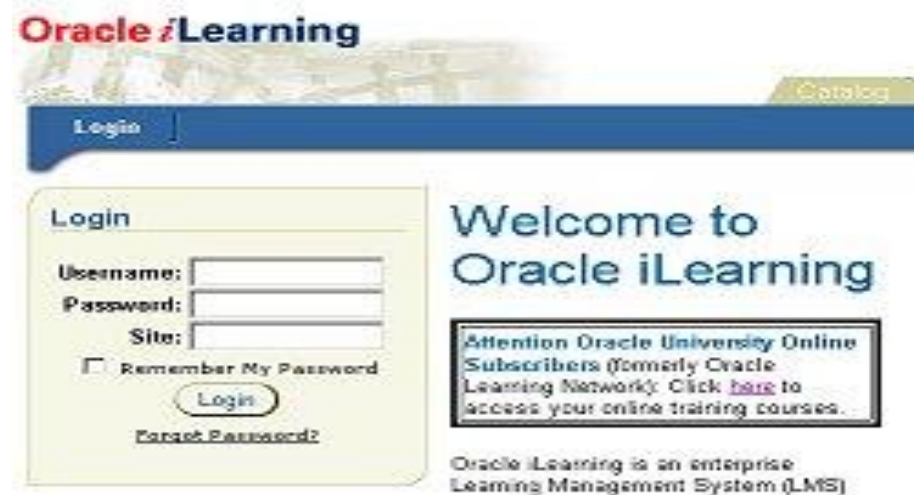 Oracle iLearning
Catalog
Login
Login
Username:
Password:
Site:
Remember My Password
Login
Forgot Password?
Welcome to
Oracle iLearning
Attention Oracle University Online
Subscribers (formerly Oracle
Learning Network): Click here to
access your online training courses.
Oracle iLearning is an enterprise
Learning Management System (LMS)